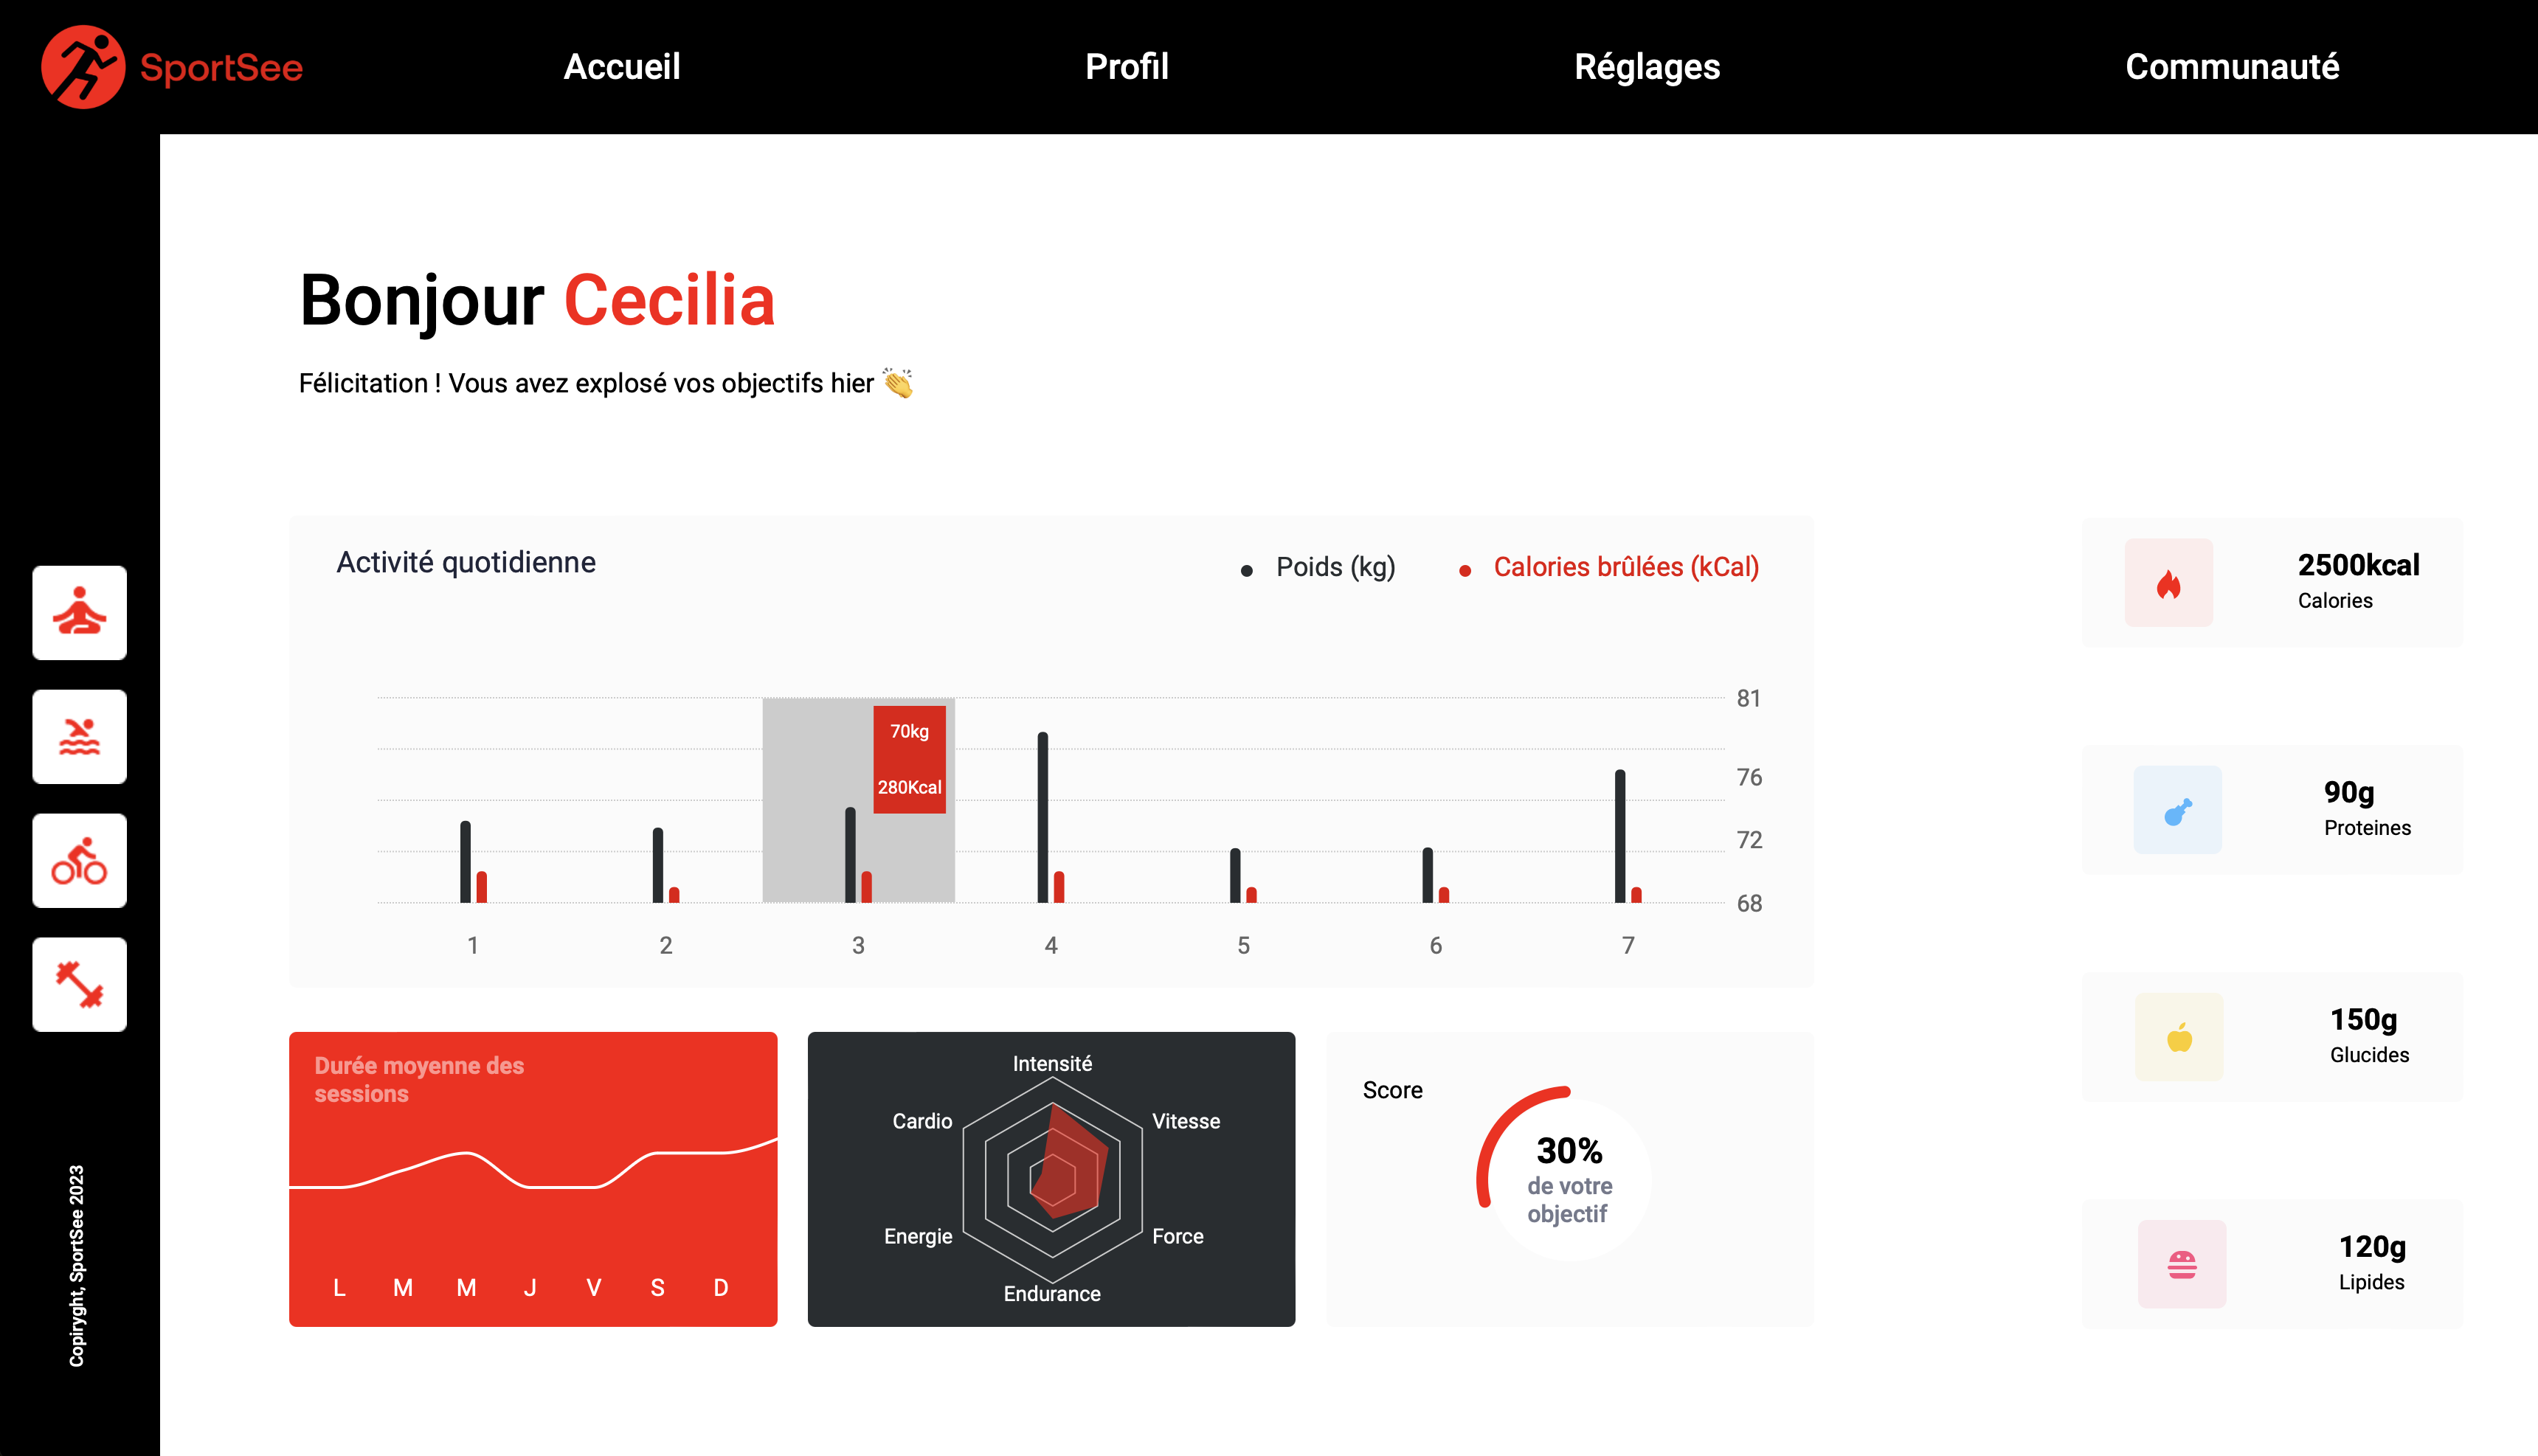 SportSee
Accueil
Profil
Réglages
Communauté
Bonjour Cecilia
Félicitation ! Vous avez explosé vos objectifs hier 👏
Activité quotidienne
Poids (kg)
Calories brûlées (kCal)
70kg
280Kcal
81
76
72
68
1 2 3 4 5 6 7
2500kcal
Calories
90g
Proteines
150g
Glucides
120g
Lipides
Durée moyenne des
sessions
L M M J V S D
Intensité
Vitesse
Force
Endurance
Energie
Cardio
Score
30%
de votre
objectif
Copiryght, SportSee 2023